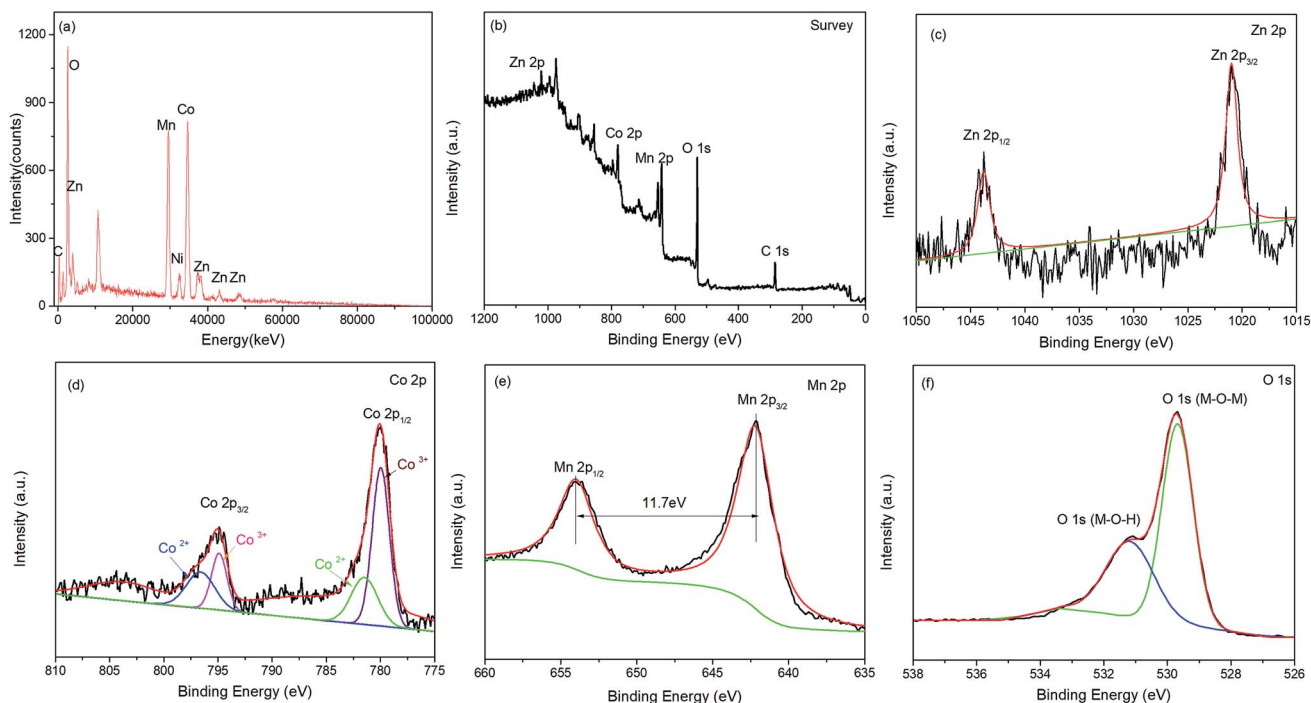 (a)
1200
900
600
300
0
Intensity(counts)
O
Zn
C
Mn
Co
Ni
Zn
Zn
Zn
0
20000
40000
60000
80000
100000
Energy(keV)
(b)
Survey
Intensity (a.u.)
Zn 2p
Co 2p
Mn 2p
O 1s
C 1s
1200
1000
800
600
400
200
0
Binding Energy (eV)
(c)
Zn 2p
Intensity (a.u.)
Zn 2p1/2
Zn 2p3/2
1050
1045
1040
1035
1030
1025
1020
1015
Binding Energy (eV)
(d)
Co 2p
Intensity (a.u.)
Co 2p1/2
Co 3+
Co 2p3/2
Co 2+
Co 3+
Co 2+
810
805
800
795
790
785
780
775
Binding Energy (eV)
(e)
Mn 2p
Intensity (a.u.)
Mn 2p3/2
Mn 2p1/2
11.7eV
660
655
650
645
640
635
Binding Energy (eV)
(f)
O 1s
Intensity (a.u.)
O 1s (M-O-M)
O 1s (M-O-H)
538
536
534
532
530
528
526
Binding Energy (eV)